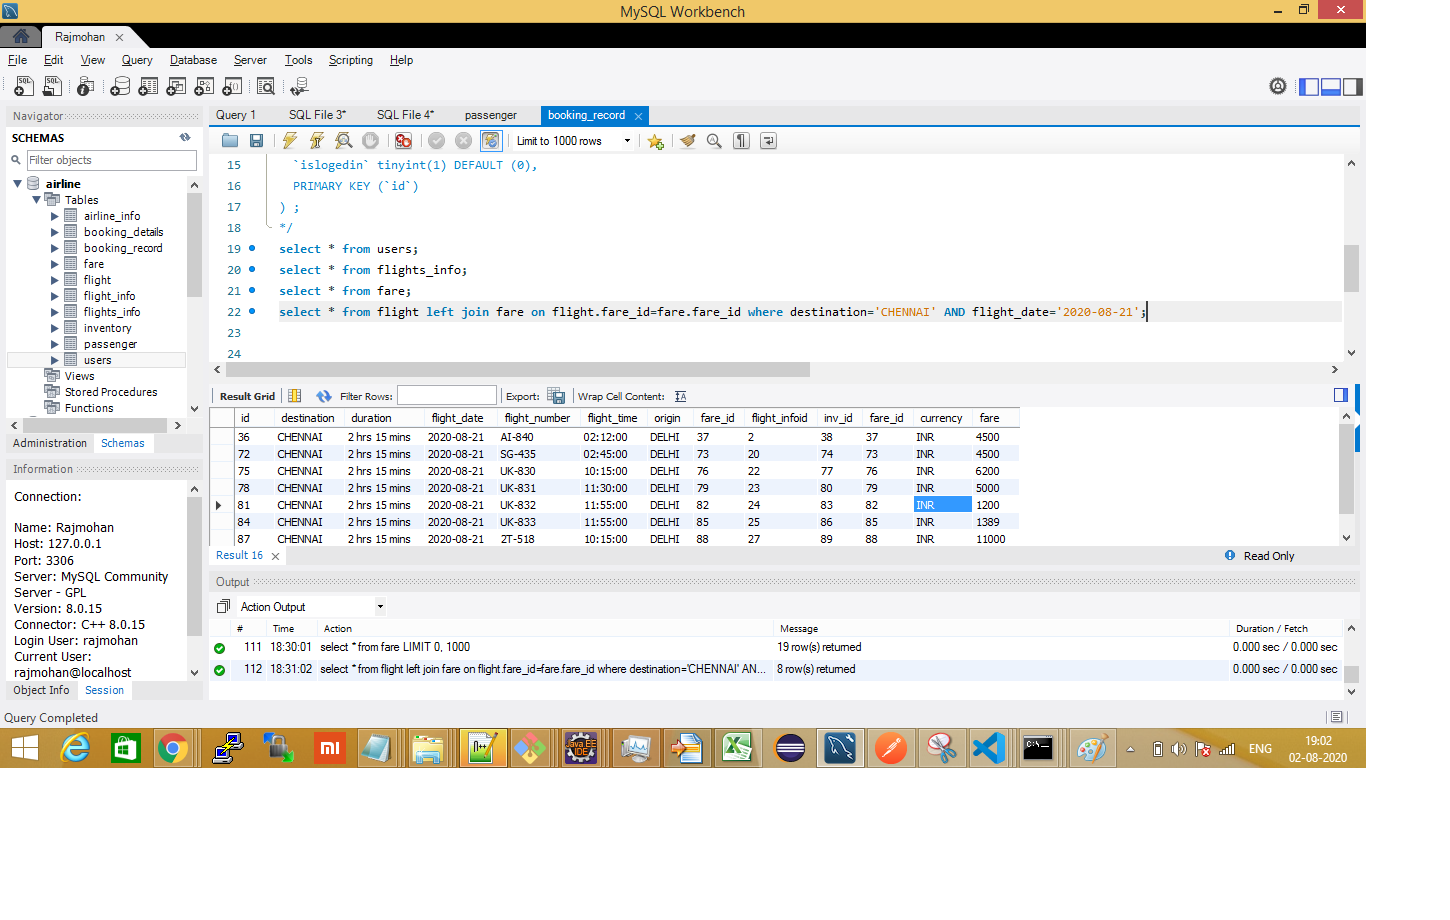 MySQL Workbench
Rajmohan
File Edit View Query Database Server Tools Scripting Help
Navigator
SCHEMAS
Filter objects
airline
Tables
airline_info
booking_details
booking_record
fare
flight
flight_info
flights_info
inventory
passenger
users
Views
Stored Procedures
Functions
Administration Schemas
Information
Connection:
Name: Rajmohan
Host: 127.0.0.1
Port: 3306
Server: MySQL Community
Server - GPL
Version: 8.0.15
Connector: C++ 8.0.15
Login User: rajmohan
Current User:
rajmohan@localhost
Object Info Session
Query 1 SQL File 3* SQL File 4* passenger booking_record
Limit to 1000 rows
15 `islogedin` tinyint(1) DEFAULT (0),
16 PRIMARY KEY (`id`)
17 ) ;
18 */
19 select * from users;
20 select * from flights_info;
21 select * from fare;
22 select * from flight left join fare on flight.fare_id=fare.fare_id where destination='CHENNAI' AND flight_date='2020-08-21';
23
24
Result Grid Filter Rows: Export: Wrap Cell Content: IA
id destination duration flight_date flight_number flight_time origin fare_id flight_infoid inv_id fare_id currency fare
36 CHENNAI 2 hrs 15 mins 2020-08-21 AI-840 02:12:00 DELHI 37 2 38 37 INR 4500
72 CHENNAI 2 hrs 15 mins 2020-08-21 SG-435 02:45:00 DELHI 73 20 74 73 INR 4500
75 CHENNAI 2 hrs 15 mins 2020-08-21 UK-830 10:15:00 DELHI 76 22 77 76 INR 6200
78 CHENNAI 2 hrs 15 mins 2020-08-21 UK-831 11:30:00 DELHI 79 23 80 79 INR 5000
81 CHENNAI 2 hrs 15 mins 2020-08-21 UK-832 11:55:00 DELHI 82 24 83 82 INR 1200
84 CHENNAI 2 hrs 15 mins 2020-08-21 UK-833 11:55:00 DELHI 85 25 86 85 INR 1389
87 CHENNAI 2 hrs 15 mins 2020-08-21 2T-518 10:15:00 DELHI 88 27 89 88 INR 11000
Result 16 Read Only
Output
Action Output
# Time Action Message Duration / Fetch
111 18:30:01 select * from fare LIMIT 0, 1000 19 row(s) returned 0.000 sec / 0.000 sec
112 18:31:02 select * from flight left join fare on flight.fare_id=fare.fare_id where destination='CHENNAI' AN... 8 row(s) returned 0.000 sec / 0.000 sec
Query Completed
ENG
19:02
02-08-2020